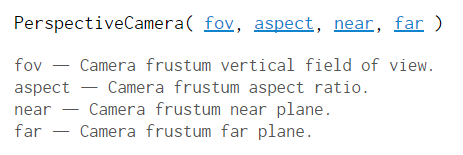 PerspectiveCamera( fov, aspect, near, far )
fov — Camera frustum vertical field of view.
aspect — Camera frustum aspect ratio.
near — Camera frustum near plane.
far — Camera frustum far plane.